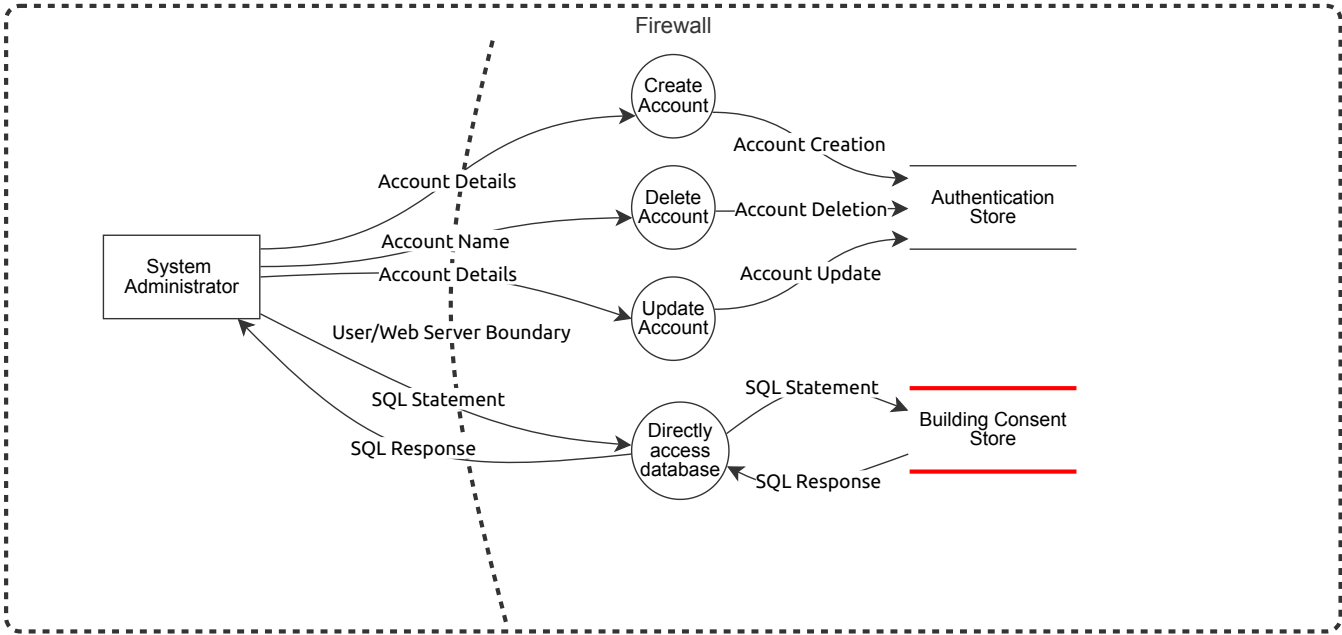 Firewall
Create
Account
Account Creation
Account Details
Delete
Account
Account Deletion
Authentication
Store
Account Name
System
Administrator
Account Details
Account Update
Update
Account
User/Web Server Boundary
SQL Statement
SQL Statement
Building Consent
Store
SQL Response
Directly
access
database
SQL Response